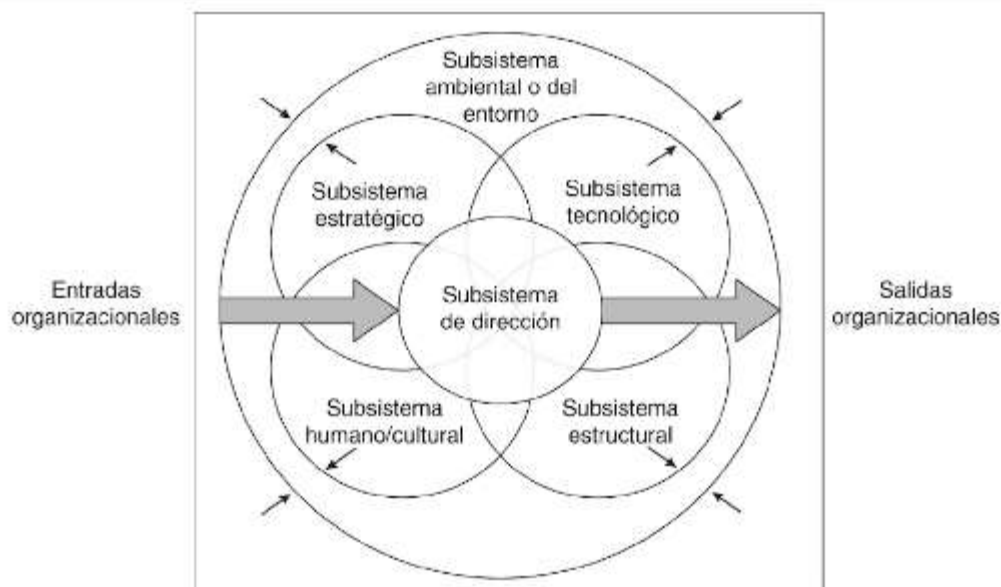 Subsistema
ambiental o del
entorno
Subsistema
estratégico
Subsistema
tecnológico
Entradas
organizacionales
Subsistema
de dirección
Salidas
organizacionales
Subsistema
humano/cultural
Subsistema
estructural